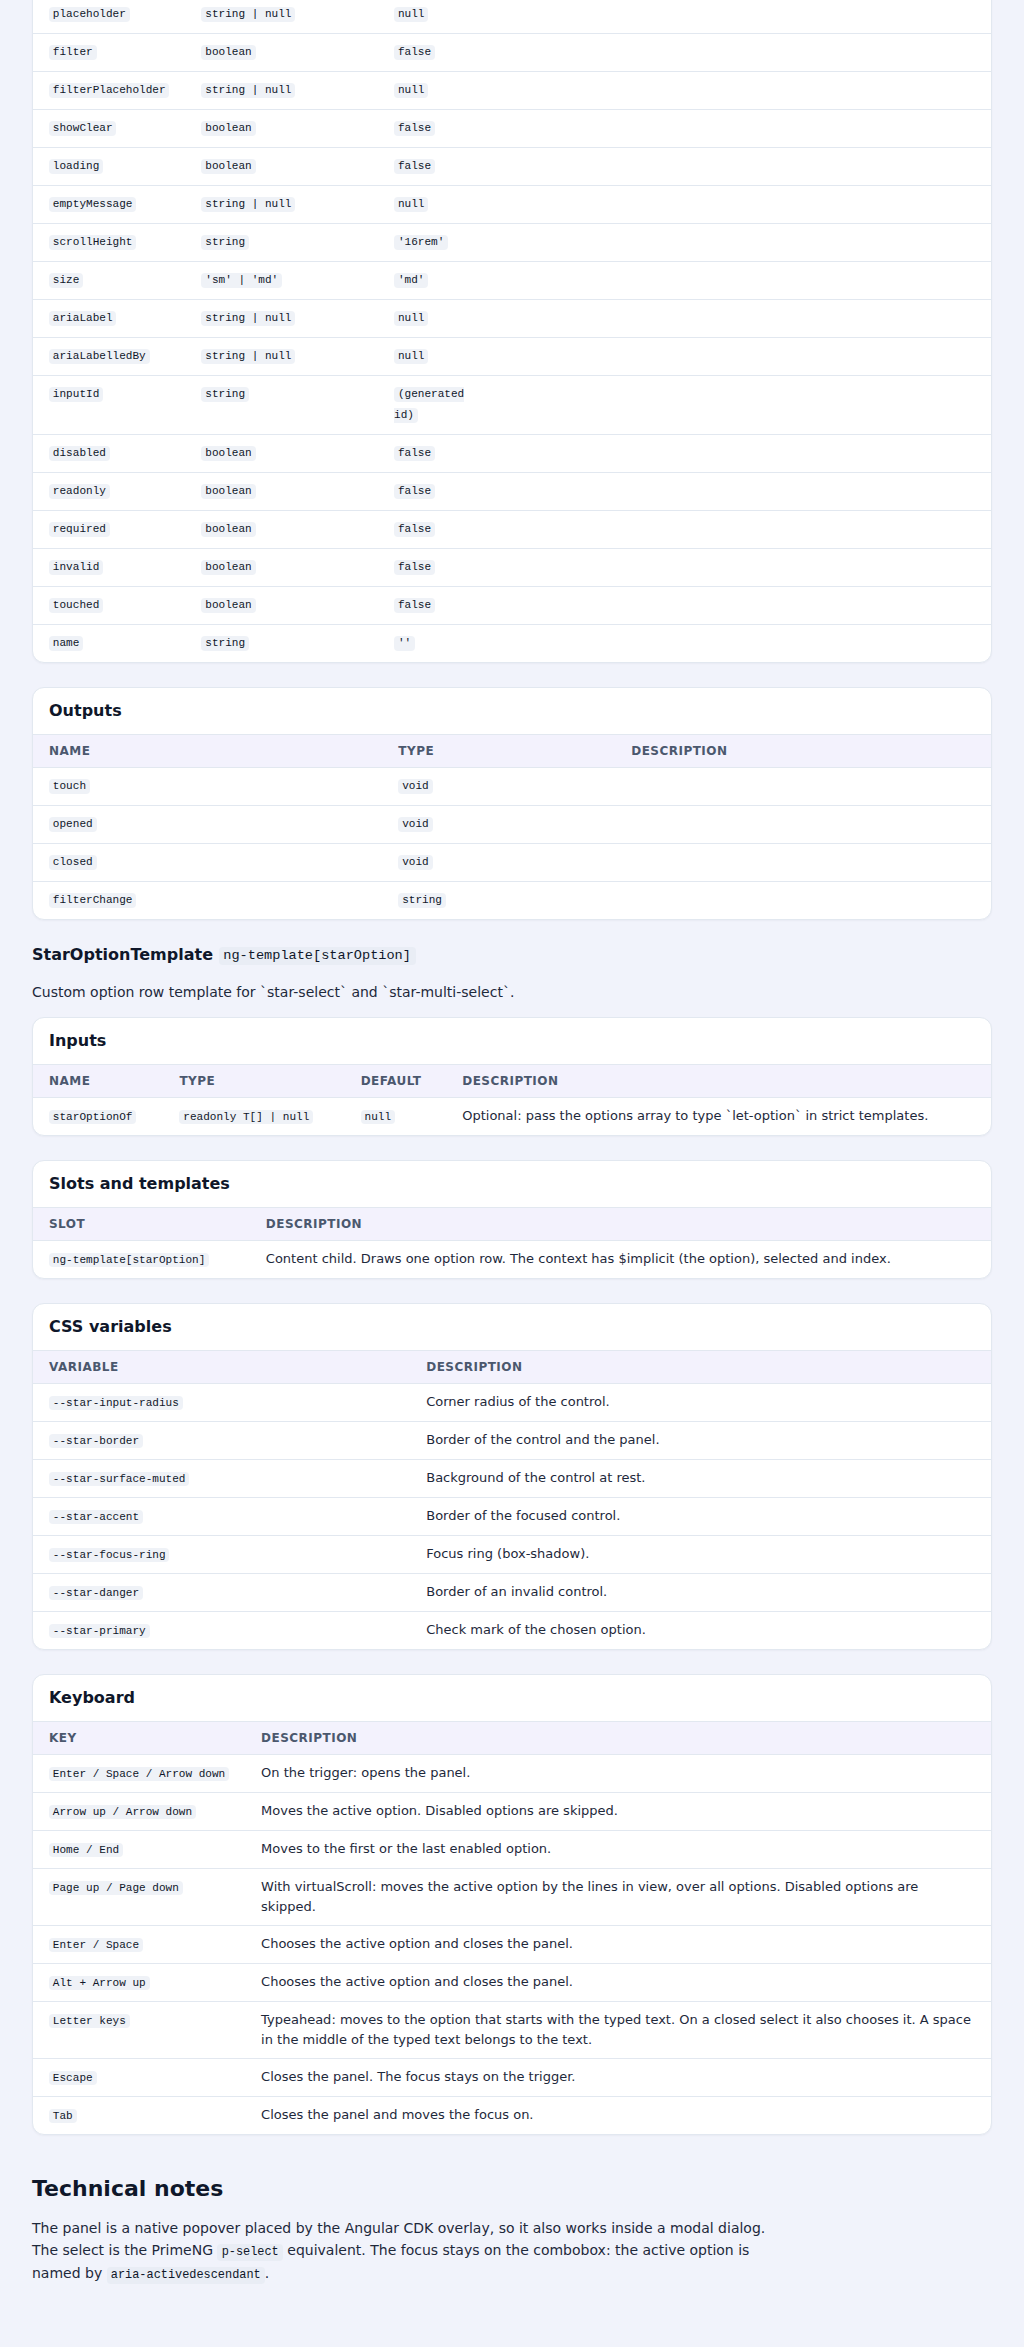 placeholder string | null null
filter boolean false
filterPlaceholder string | null null
showClear boolean false
loading boolean false
emptyMessage string | null null
scrollHeight string '16rem'
size 'sm' | 'md' 'md'
ariaLabel string | null null
ariaLabelledBy string | null null
inputId string (generated
id)
disabled boolean false
readonly boolean false
required boolean false
invalid boolean false
touched boolean false
name string ''
Outputs
NAME TYPE DESCRIPTION
touch void
opened void
closed void
filterChange string
StarOptionTemplate ng-template[starOption]
Custom option row template for `star-select` and `star-multi-select`.
Inputs
NAME TYPE DEFAULT DESCRIPTION
starOptionOf readonly T[] | null null Optional: pass the options array to type `let-option` in strict templates.
Slots and templates
SLOT DESCRIPTION
ng-template[starOption] Content child. Draws one option row. The context has $implicit (the option), selected and index.
CSS variables
VARIABLE DESCRIPTION
--star-input-radius Corner radius of the control.
--star-border Border of the control and the panel.
--star-surface-muted Background of the control at rest.
--star-accent Border of the focused control.
--star-focus-ring Focus ring (box-shadow).
--star-danger Border of an invalid control.
--star-primary Check mark of the chosen option.
Keyboard
KEY DESCRIPTION
Enter / Space / Arrow down On the trigger: opens the panel.
Arrow up / Arrow down Moves the active option. Disabled options are skipped.
Home / End Moves to the first or the last enabled option.
Page up / Page down With virtualScroll: moves the active option by the lines in view, over all options. Disabled options are
skipped.
Enter / Space Chooses the active option and closes the panel.
Alt + Arrow up Chooses the active option and closes the panel.
Letter keys Typeahead: moves to the option that starts with the typed text. On a closed select it also chooses it. A space
in the middle of the typed text belongs to the text.
Escape Closes the panel. The focus stays on the trigger.
Tab Closes the panel and moves the focus on.
Technical notes
The panel is a native popover placed by the Angular CDK overlay, so it also works inside a modal dialog.
The select is the PrimeNG p-select equivalent. The focus stays on the combobox: the active option is
named by aria-activedescendant.